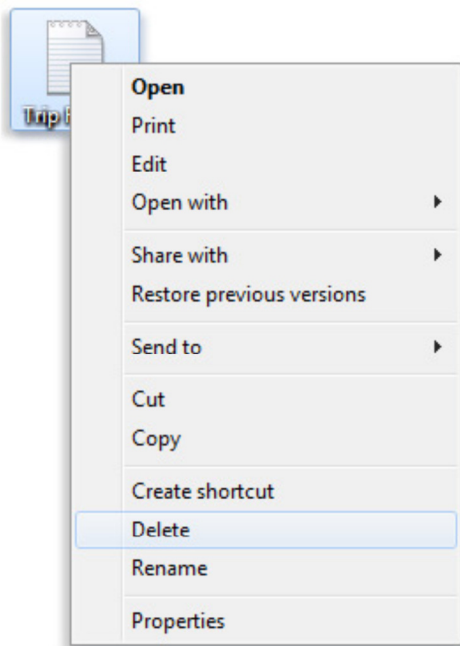 Trip
Open
Print
Edit
Open with
Share with
Restore previous versions
Send to
Cut
Copy
Create shortcut
Delete
Rename
Properties